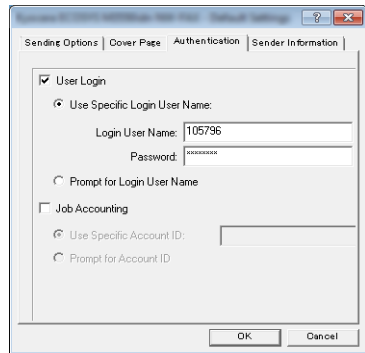 Sending Options Cover Page Authentication Sender Information
User Login
Use Specific Login User Name:
Login User Name: 105796
Password: xxxxxxxx
Prompt for Login User Name
Job Accounting
Use Specific Account ID:
Prompt for Account ID
OK Cancel